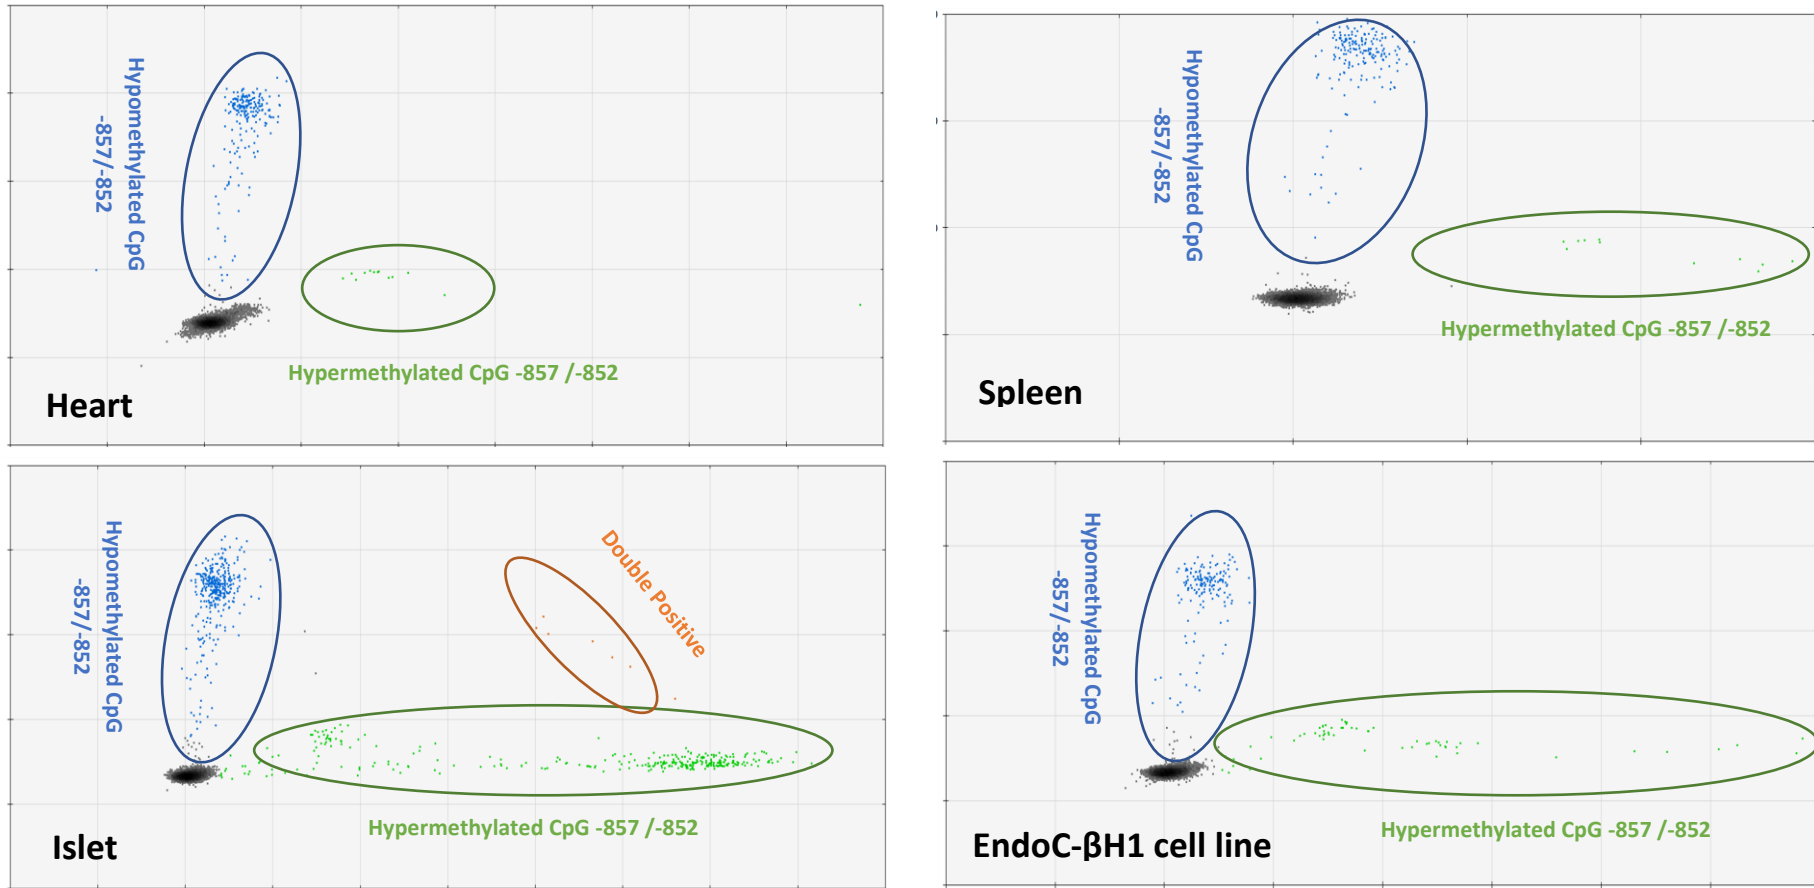 Hypomethylated CpG
-857/-852
Hypermethylated CpG -857 /-852
Heart
Hypomethylated CpG
-857/-852
Hypermethylated CpG -857 /-852
Spleen
Hypomethylated CpG
-857/-852
Double Positive
Hypermethylated CpG -857 /-852
Islet
Hypomethylated CpG
-857/-852
Hypermethylated CpG -857 /-852
EndoC-βH1 cell line